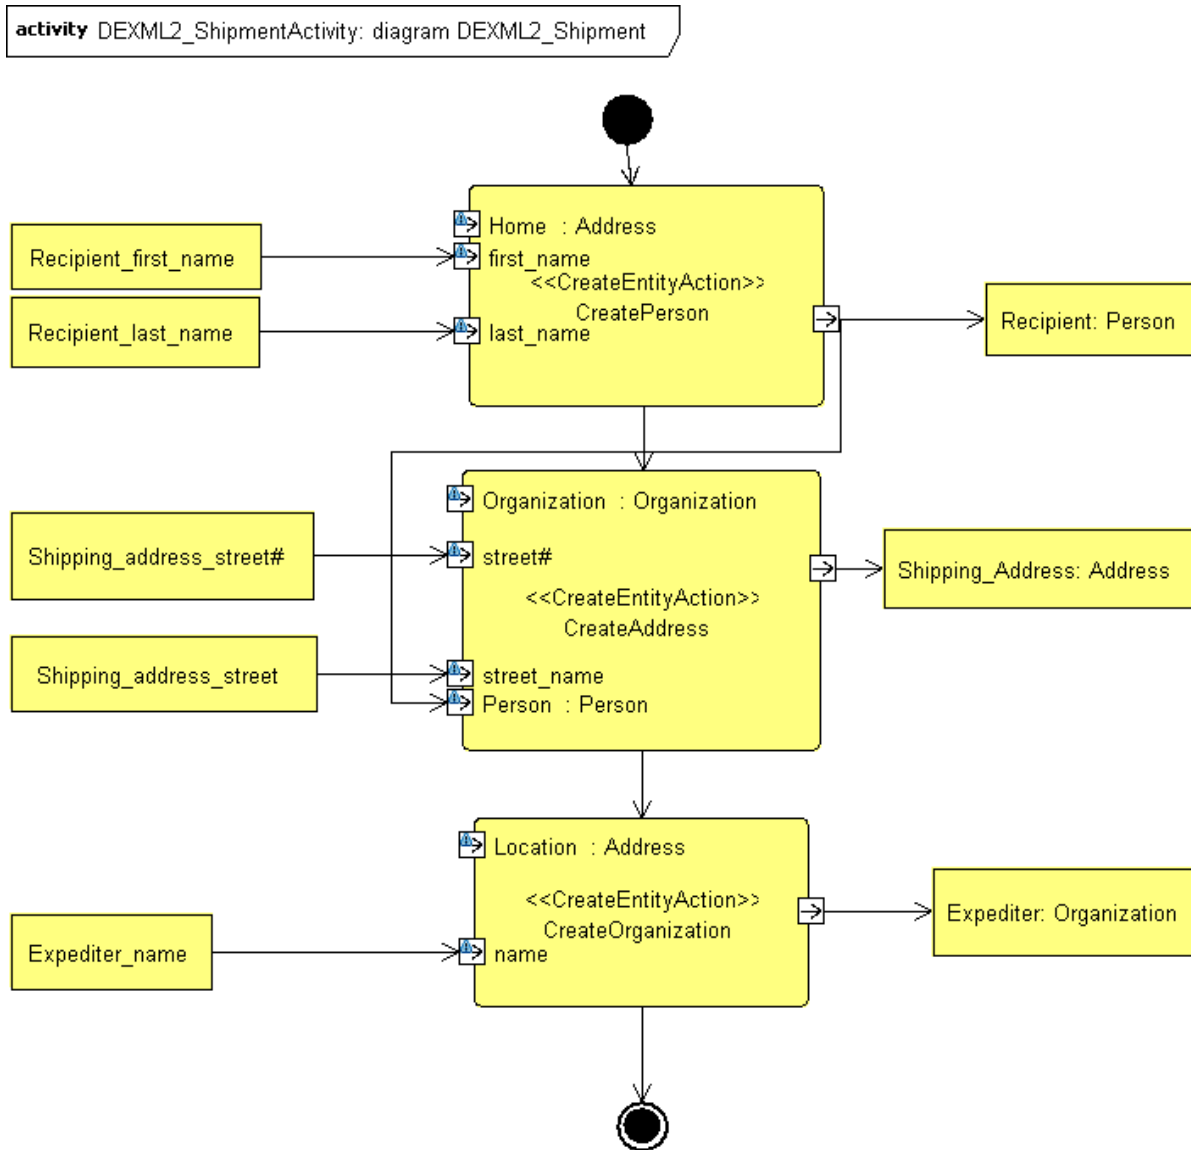 activity DEXML2_ShipmentActivity: diagram DEXML2_Shipment
Home : Address
Recipient_first_name
first_name
<<CreateEntityAction>>
CreatePerson
Recipient: Person
Recipient_last_name
last_name
Organization : Organization
Shipping_address_street#
street#
Shipping_Address: Address
<<CreateEntityAction>>
CreateAddress
Shipping_address_street
street_name
Person : Person
Location : Address
<<CreateEntityAction>>
CreateOrganization
Expediter: Organization
Expediter_name
name